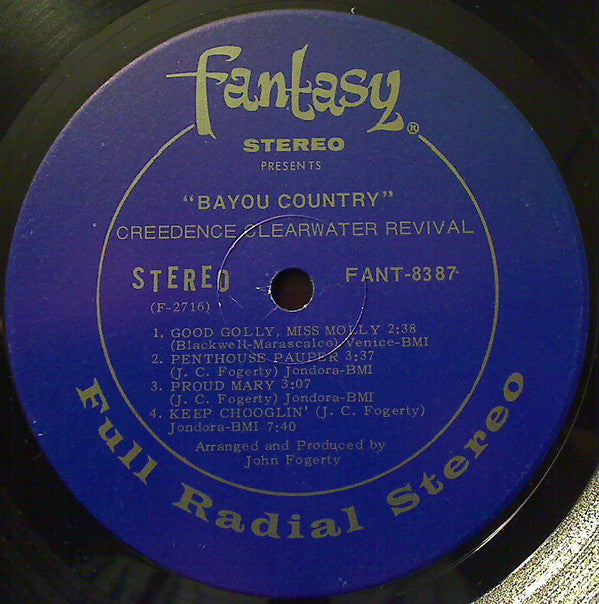 fantasy®
STEREO
PRESENTS
"BAYOU COUNTRY"
CREEDENCE CLEARWATER REVIVAL
STEREO FANT-8387
(F-2716)
1. GOOD GOLLY, MISS MOLLY 2:38
(Blackwell-Marascalco) Venice-BMI
2. PENTHOUSE PAUPER 3:37
(J. C. Fogerty) Jondora-BMI
3. PROUD MARY 3:07
(J. C. Fogerty) Jondora-BMI
4. KEEP CHOOGLIN' (J. C. Fogerty)
Jondora-BMI 7:40
Arranged and Produced by
John Fogerty
Full Radial Stereo